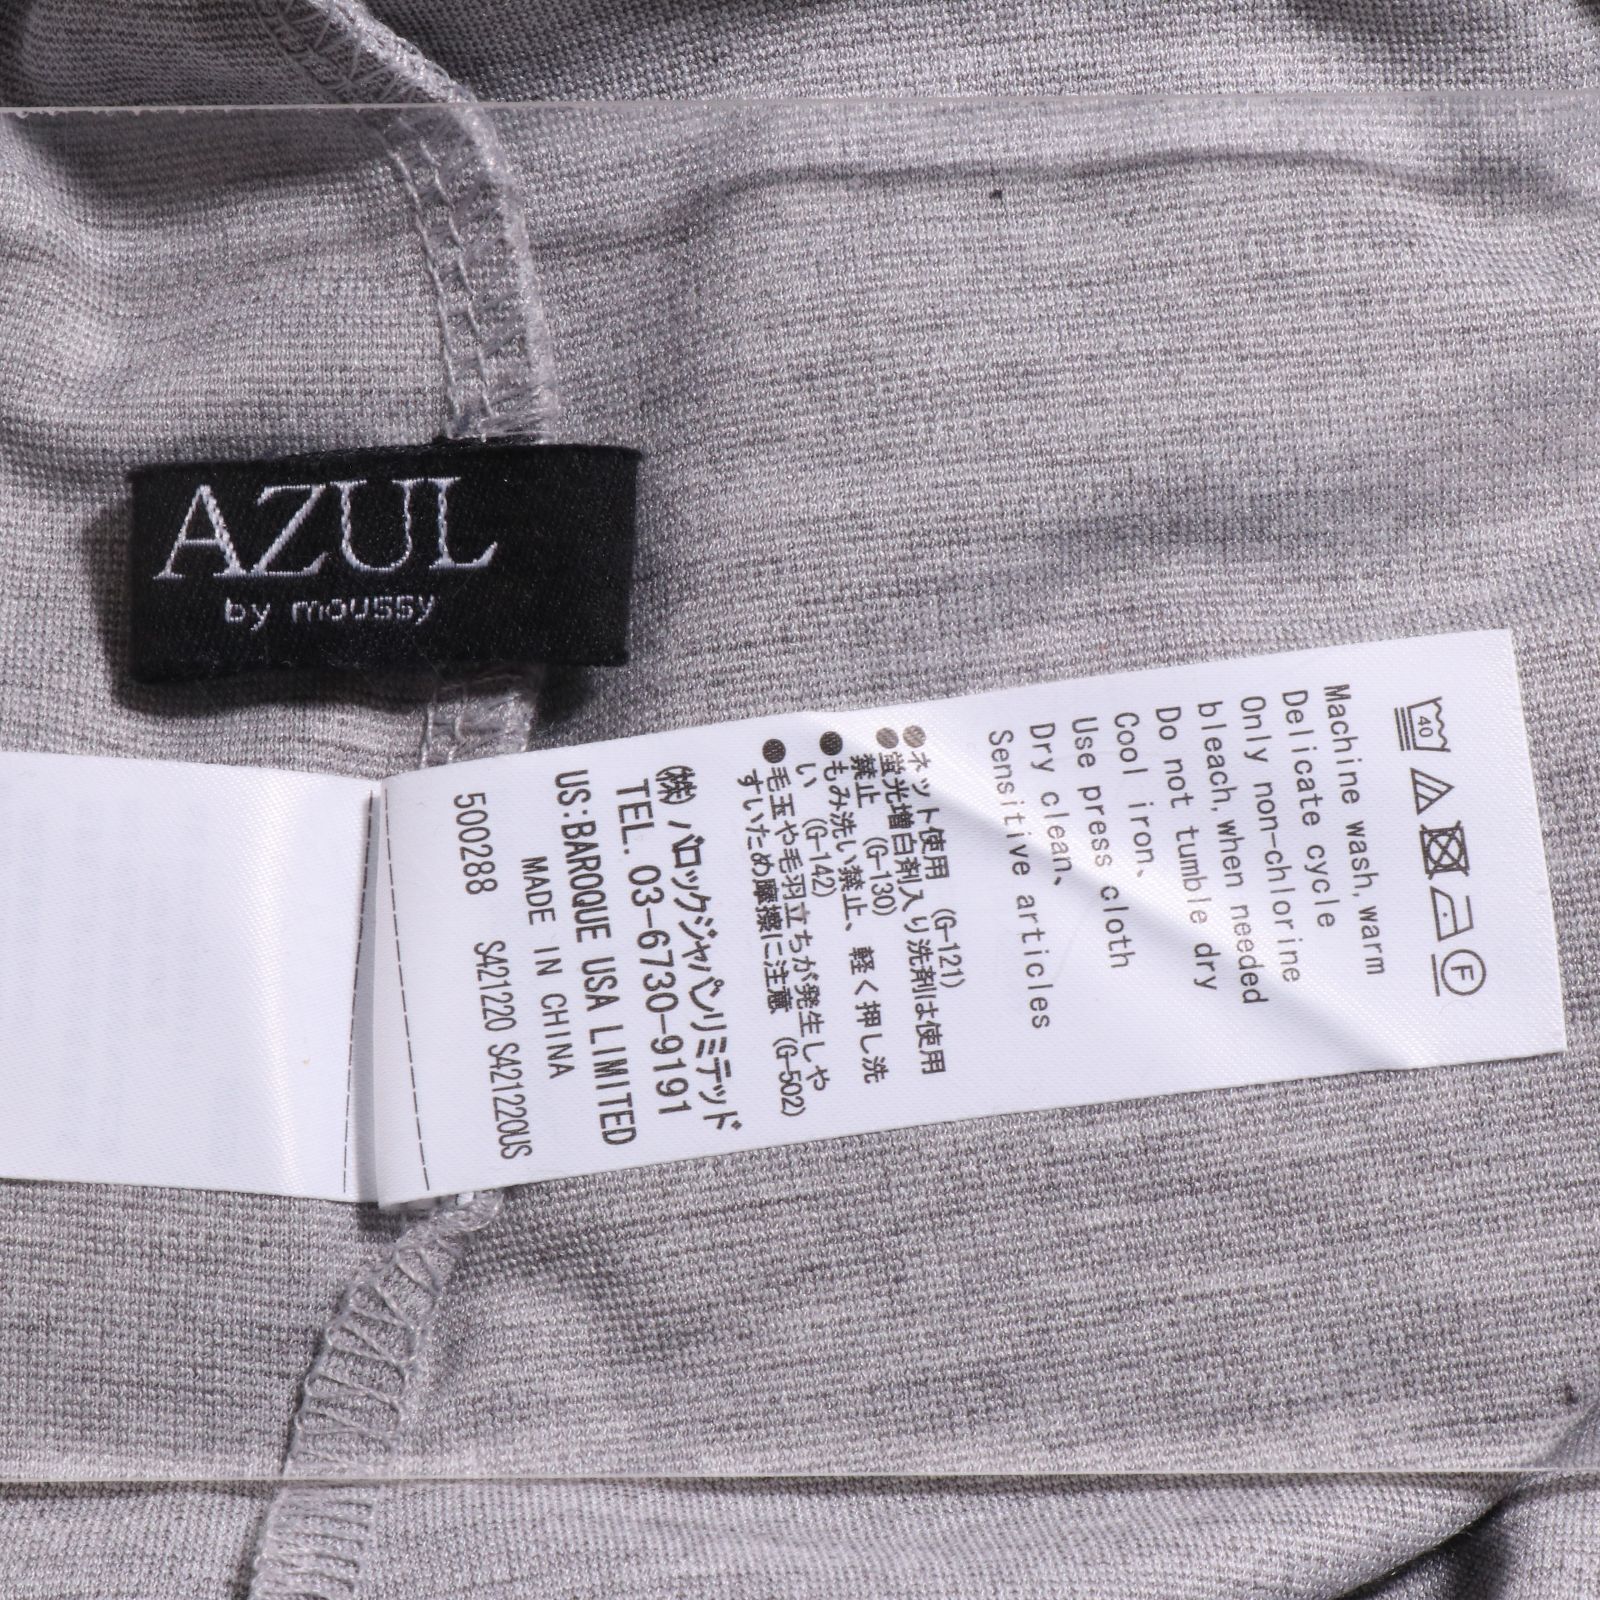 AZUL
by moussy
40
F
Machine wash,warm
Delicate cycle
Only non-chlorine
bleach,when needed
Do not tumble dry
Cool iron、
Use press cloth
Dry clean、
Sensitive articles
●ネット使用 (G-121)
●蛍光増白剤入り洗剤は使用
禁止 (G-130)
●もみ洗い禁止、軽く押し洗
い (G-142)
●毛玉や毛羽立ちが発生しや
すいため摩擦に注意 (G-502)
㈱バロックジャパンリミテッド
TEL.03-6730-9191
US:BAROQUE USA LIMITED
MADE IN CHINA
5000288 S421220 S421220US